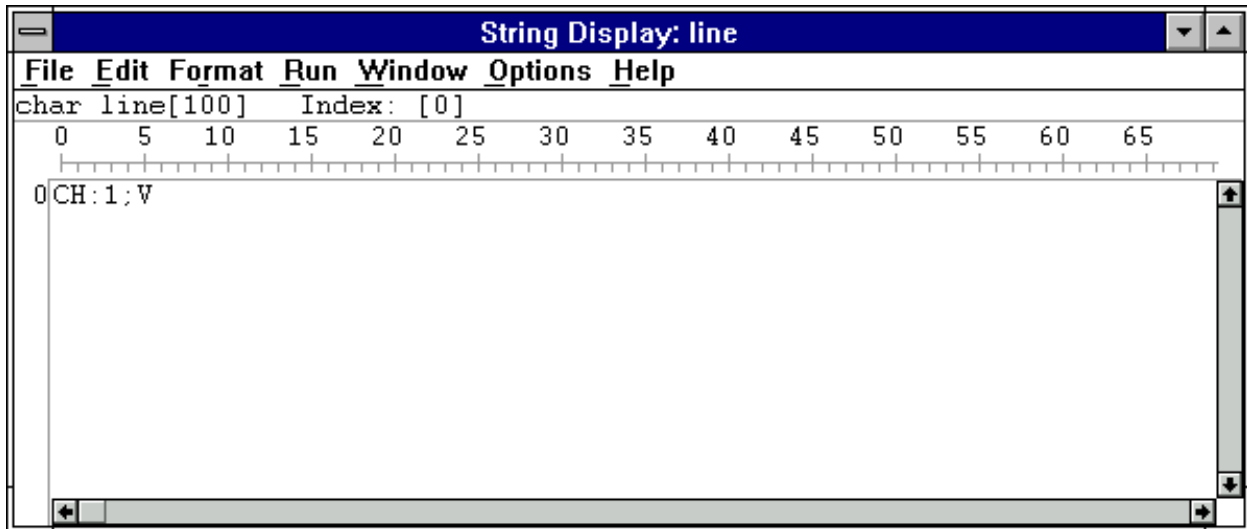 String Display: line
File Edit Format Run Window Options Help
char line[100] Index: [0]
0 5 10 15 20 25 30 35 40 45 50 55 60 65
0 CH:1;V